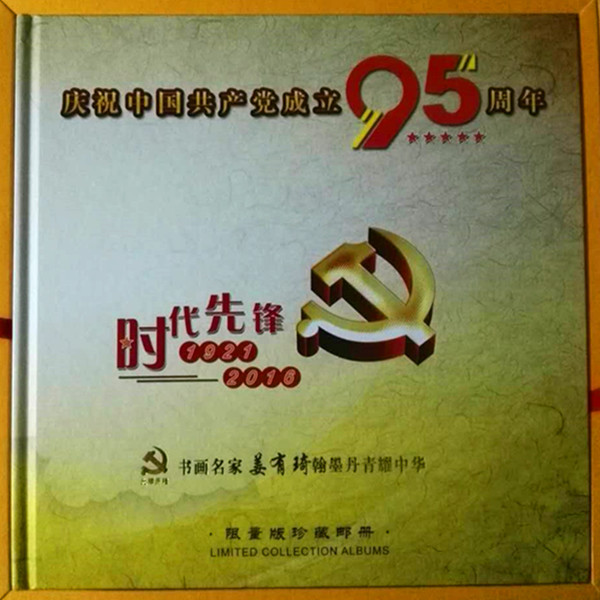 庆祝中国共产党成立95周年
时代先锋
1921
2016
书画名家姜有琦翰墨丹青耀中华
·限量版珍藏邮册·
LIMITED COLLECTION ALBUMS